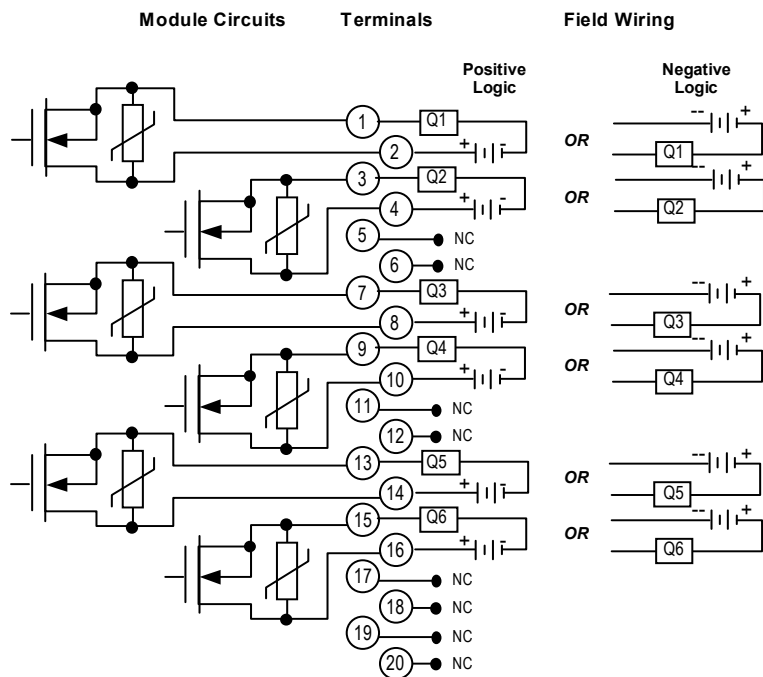 Module Circuits Terminals Field Wiring
Positive Logic
Negative Logic
1 Q1 -- +
2 + - OR Q1
3 Q2 -- +
4 + - OR Q2
5 NC
6 NC
7 Q3 -- +
8 + - OR Q3
9 Q4 -- +
10 + - OR Q4
11 NC
12 NC
13 Q5 -- +
14 + - OR Q5
15 Q6 -- +
16 + - OR Q6
17 NC
18 NC
19 NC
20 NC